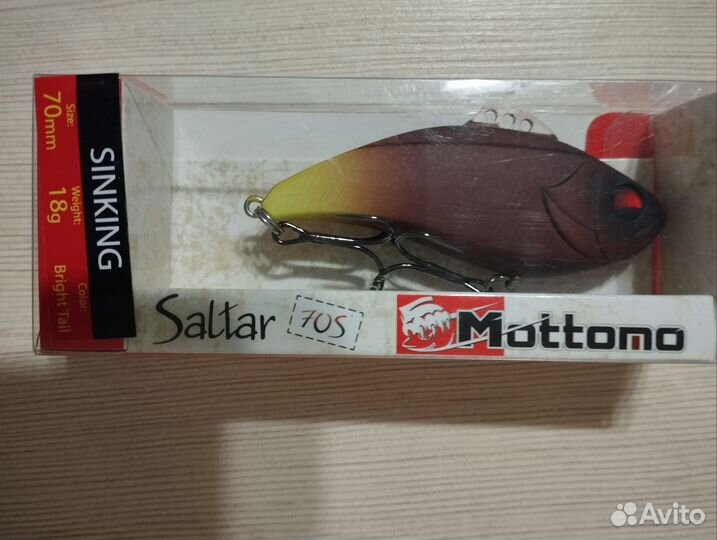 SINKING
Size:
70mm
Weight:
18g
Color:
Bright Tail
Saltar 70S
Mottomo
Avito